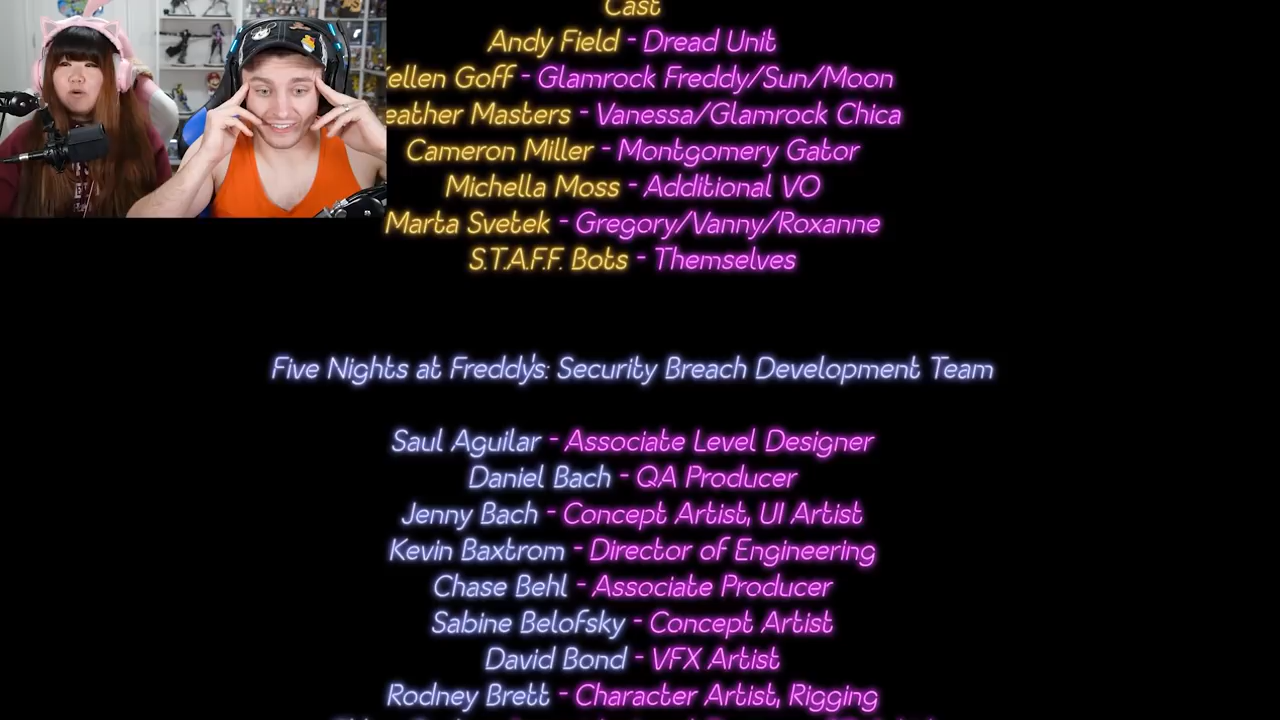 Cast
Andy Field - Dread Unit
Kellen Goff - Glamrock Freddy/Sun/Moon
eather Masters - Vanessa/Glamrock Chica
Cameron Miller - Montgomery Gator
Michella Moss - Additional VO
Marta Svetek - Gregory/Vanny/Roxanne
S.T.A.F.F. Bots - Themselves
Five Nights at Freddy's: Security Breach Development Team
Saul Aguilar - Associate Level Designer
Daniel Bach - QA Producer
Jenny Bach - Concept Artist, UI Artist
Kevin Baxtrom - Director of Engineering
Chase Behl - Associate Producer
Sabine Belofsky - Concept Artist
David Bond - VFX Artist
Rodney Brett - Character Artist, Rigging